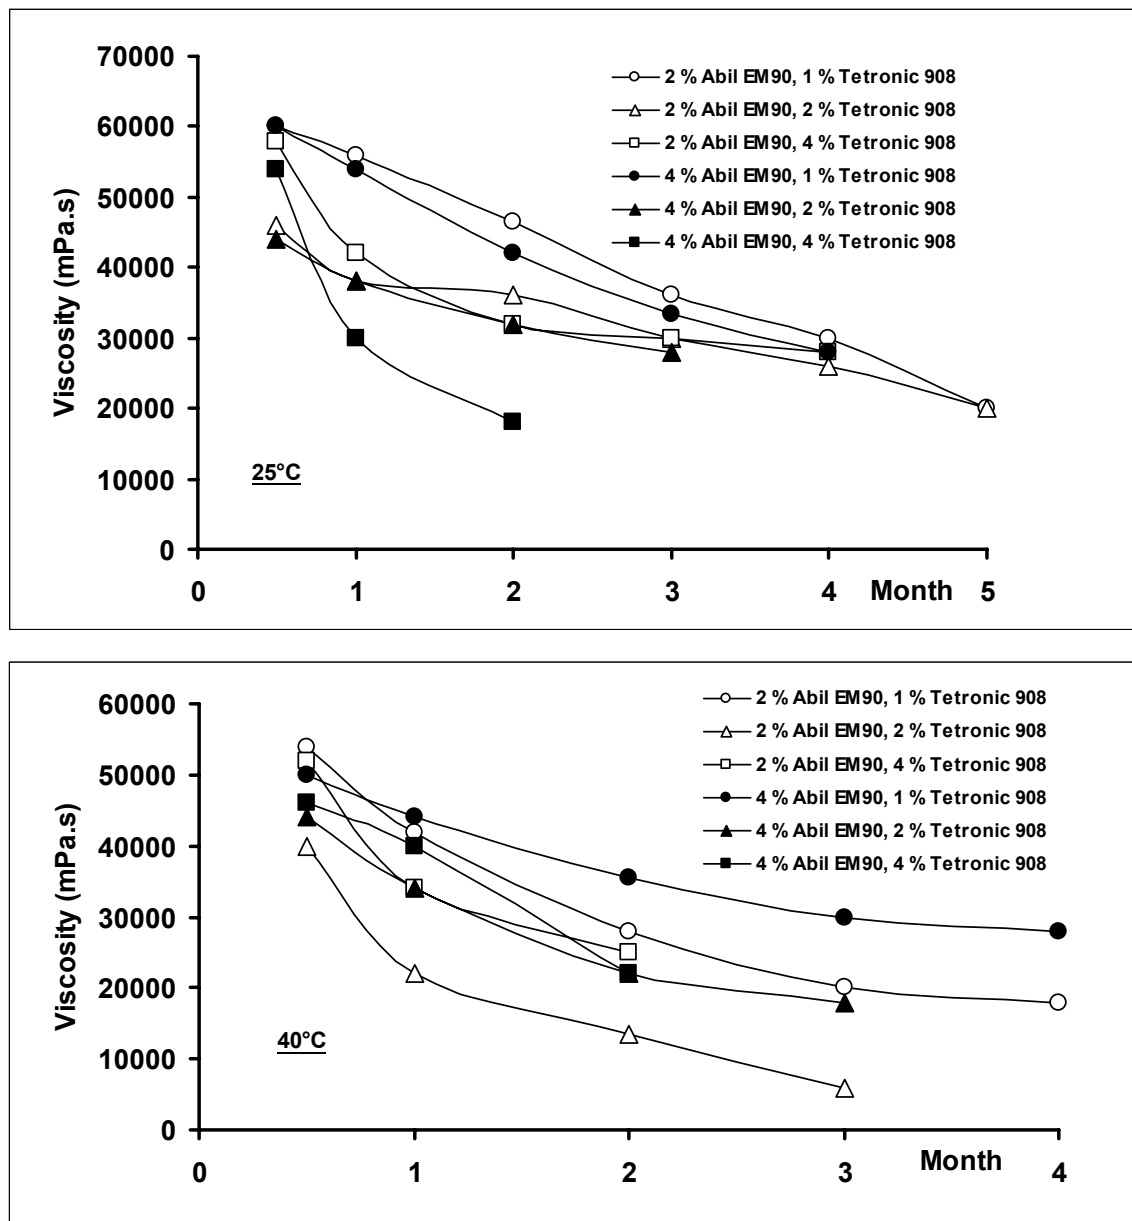 70000
60000
50000
40000
30000
20000
10000
0
Viscosity (mPa.s)
2 % Abil EM90, 1 % Tetronic 908
2 % Abil EM90, 2 % Tetronic 908
2 % Abil EM90, 4 % Tetronic 908
4 % Abil EM90, 1 % Tetronic 908
4 % Abil EM90, 2 % Tetronic 908
4 % Abil EM90, 4 % Tetronic 908
25°C
0 1 2 3 4 Month 5
60000
50000
40000
30000
20000
10000
0
Viscosity (mPa.s)
2 % Abil EM90, 1 % Tetronic 908
2 % Abil EM90, 2 % Tetronic 908
2 % Abil EM90, 4 % Tetronic 908
4 % Abil EM90, 1 % Tetronic 908
4 % Abil EM90, 2 % Tetronic 908
4 % Abil EM90, 4 % Tetronic 908
40°C
0 1 2 3 Month 4